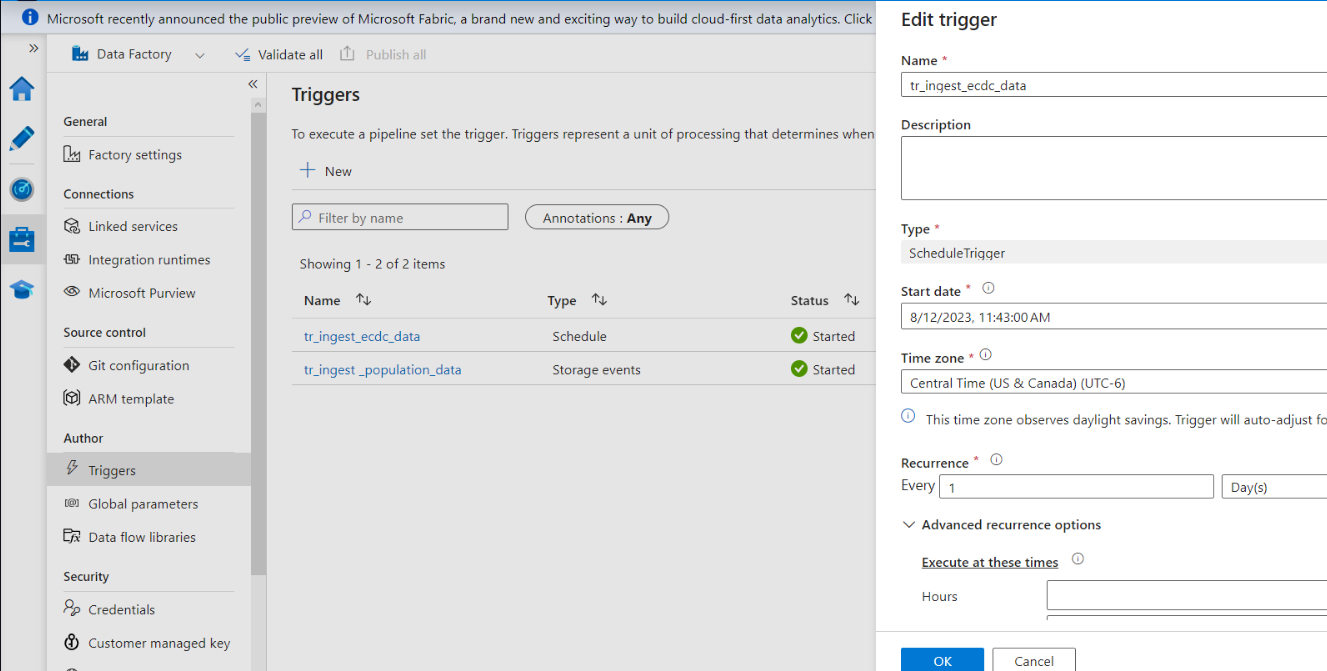 Microsoft recently announced the public preview of Microsoft Fabric, a brand new and exciting way to build cloud-first data analytics. Click
Data Factory
Validate all
Publish all
General
Factory settings
Connections
Linked services
Integration runtimes
Microsoft Purview
Source control
Git configuration
ARM template
Author
Triggers
Global parameters
Data flow libraries
Security
Credentials
Customer managed key
Triggers
To execute a pipeline set the trigger. Triggers represent a unit of processing that determines when
New
Filter by name
Annotations : Any
Showing 1 - 2 of 2 items
Name Type Status
tr_ingest_ecdc_data Schedule Started
tr_ingest _population_data Storage events Started
Edit trigger
Name *
tr_ingest_ecdc_data
Description
Type *
ScheduleTrigger
Start date *
8/12/2023, 11:43:00 AM
Time zone *
Central Time (US & Canada) (UTC-6)
This time zone observes daylight savings. Trigger will auto-adjust fo
Recurrence *
Every 1 Day(s)
Advanced recurrence options
Execute at these times
Hours
OK Cancel